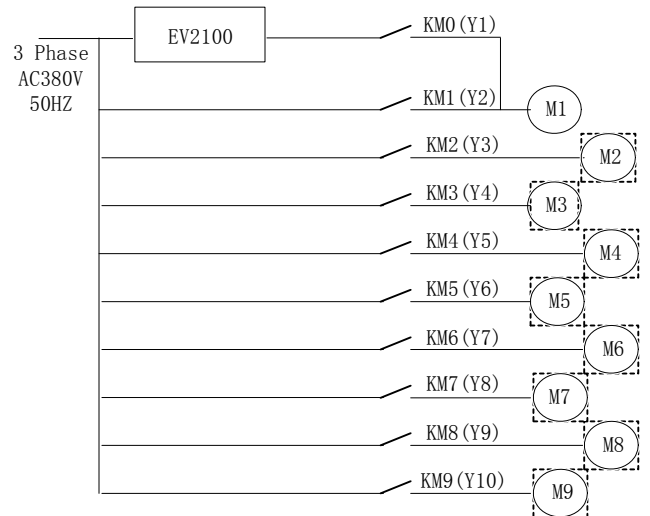 EV2100
KM0(Y1)
3 Phase
AC380V
50HZ
KM1(Y2)
M1
KM2(Y3)
M2
KM3(Y4)
M3
KM4(Y5)
M4
KM5(Y6)
M5
KM6(Y7)
M6
KM7(Y8)
M7
KM8(Y9)
M8
KM9(Y10)
M9